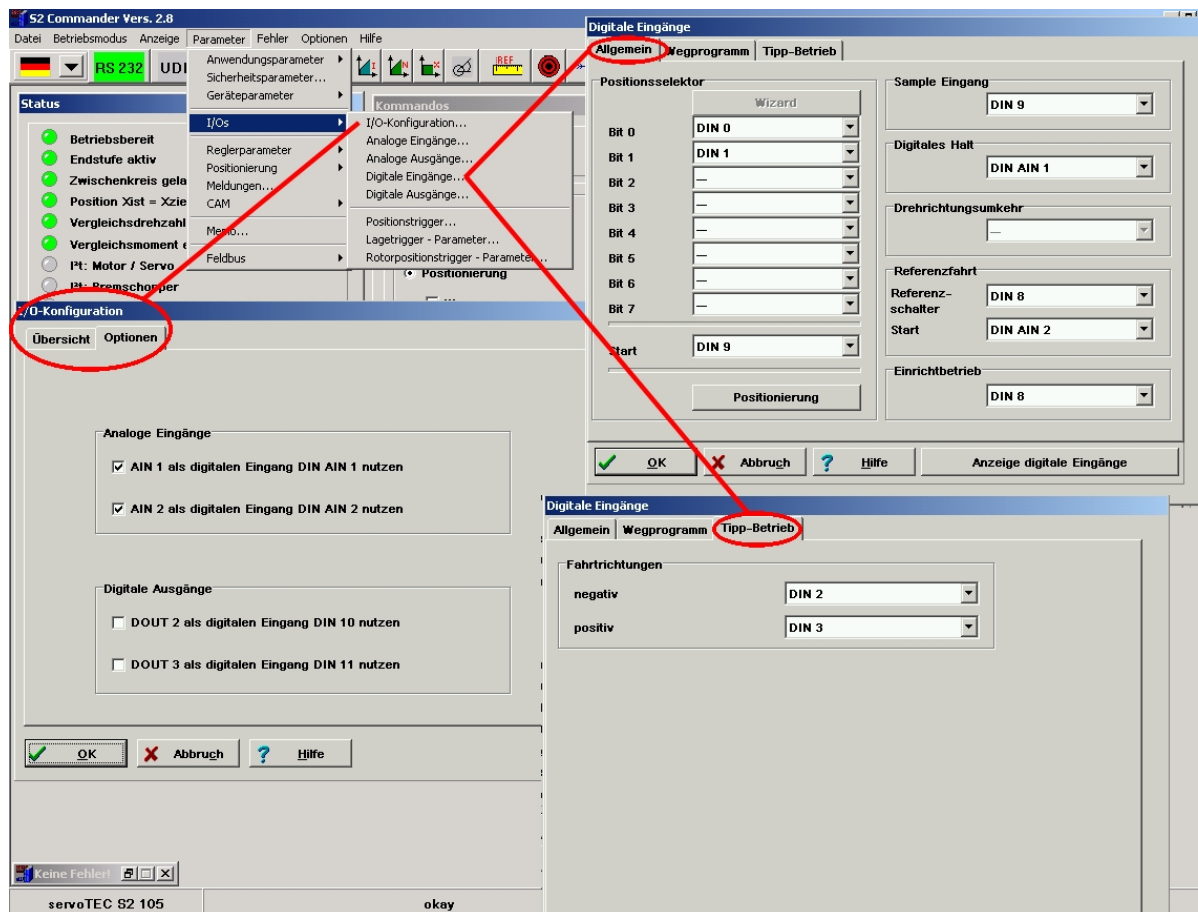 S2 Commander Vers. 2.8
Datei Betriebsmodus Anzeige Parameter Fehler Optionen Hilfe
RS 232
REF
Anwendungsparameter
Sicherheitsparameter...
Geräteparameter
I/Os
Reglerparameter
Positionierung
Meldungen...
CAM
Memo...
Feldbus
I/O-Konfiguration...
Analoge Eingänge...
Analoge Ausgänge...
Digitale Eingänge...
Digitale Ausgänge...
Positionstrigger...
Lagetrigger - Parameter...
Rotorpositionstrigger - Parameter...
Status
Betriebsbereit
Endstufe aktiv
Zwischenkreis gela
Position Xist = Xzie
Vergleichsdrehzahl
Vergleichsmoment e
I²t: Motor / Servo
I²t: Bremschopper
Kommandos
Positionierung
Digitale Eingänge
Allgemein Wegprogramm Tipp-Betrieb
Positionsselektor
Wizard
Bit 0 DIN 0
Bit 1 DIN 1
Bit 2 ---
Bit 3 ---
Bit 4 ---
Bit 5 ---
Bit 6 ---
Bit 7 ---
Start DIN 9
Positionierung
Sample Eingang
DIN 9
Digitales Halt
DIN AIN 1
Drehrichtungsumkehr
---
Referenzfahrt
Referenz-
schalter DIN 8
Start DIN AIN 2
Einrichtbetrieb
DIN 8
OK Abbruch Hilfe Anzeige digitale Eingänge
I/O-Konfiguration
Übersicht Optionen
Analoge Eingänge
AIN 1 als digitalen Eingang DIN AIN 1 nutzen
AIN 2 als digitalen Eingang DIN AIN 2 nutzen
Digitale Ausgänge
DOUT 2 als digitalen Eingang DIN 10 nutzen
DOUT 3 als digitalen Eingang DIN 11 nutzen
OK Abbruch Hilfe
Digitale Eingänge
Allgemein Wegprogramm Tipp-Betrieb
Fahrtrichtungen
negativ DIN 2
positiv DIN 3
Keine Fehler!
servoTEC S2 105 okay